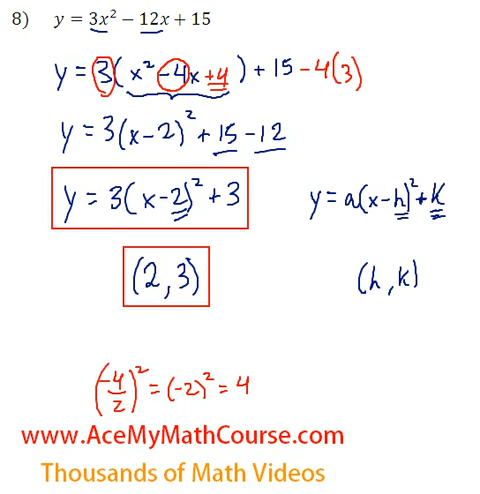 8) y = 3x² − 12x + 15
y = 3(x² − 4x + 4) + 15 − 4(3)
y = 3(x − 2)² + 15 − 12
y = 3(x − 2)² + 3 y = a(x − h)² + k
(2, 3) (h, k)
(−4/2)² = (−2)² = 4
www.AceMyMathCourse.com
Thousands of Math Videos